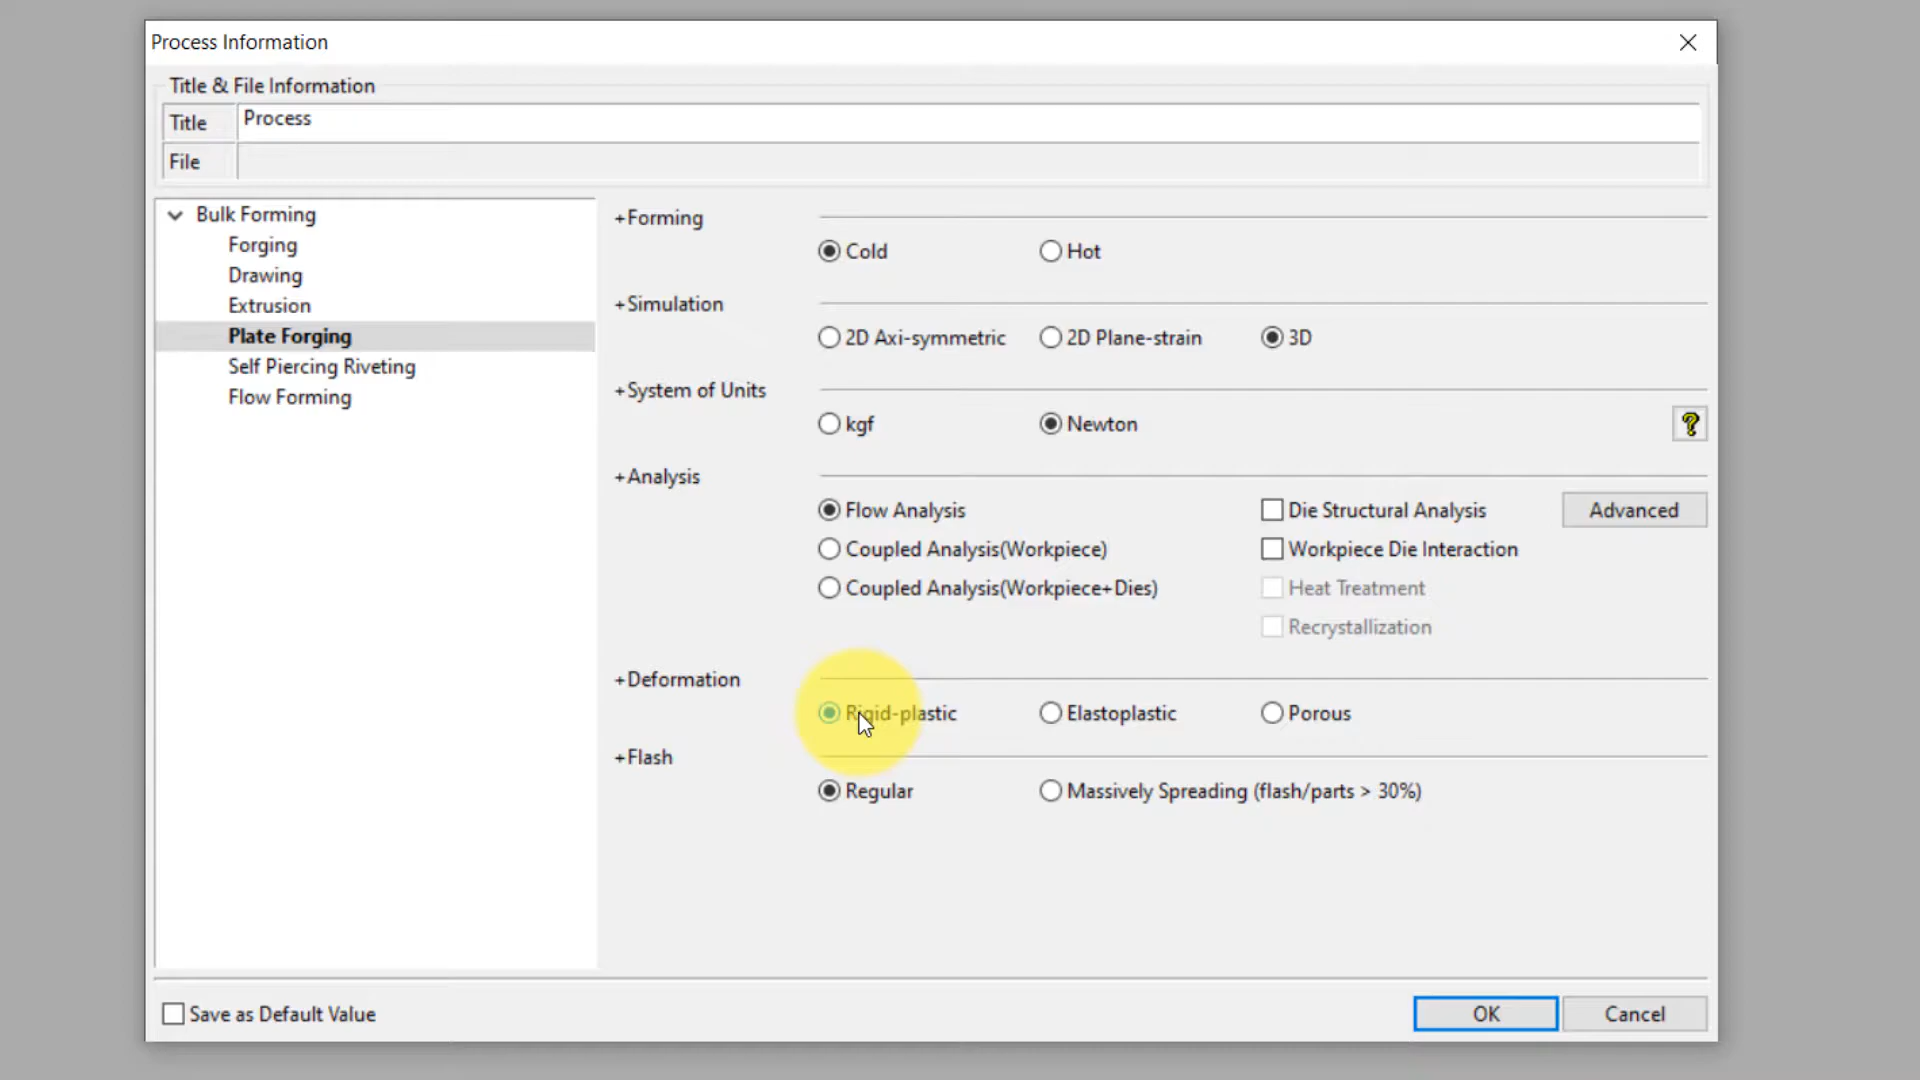 Process Information
Title & File Information
Title Process
File
Bulk Forming
Forging
Drawing
Extrusion
Plate Forging
Self Piercing Riveting
Flow Forming
+Forming
Cold Hot
+Simulation
2D Axi-symmetric 2D Plane-strain 3D
+System of Units
kgf Newton ?
+Analysis
Flow Analysis Die Structural Analysis Advanced
Coupled Analysis(Workpiece) Workpiece Die Interaction
Coupled Analysis(Workpiece+Dies) Heat Treatment
Recrystallization
+Deformation
Rigid-plastic Elastoplastic Porous
+Flash
Regular Massively Spreading (flash/parts > 30%)
Save as Default Value OK Cancel